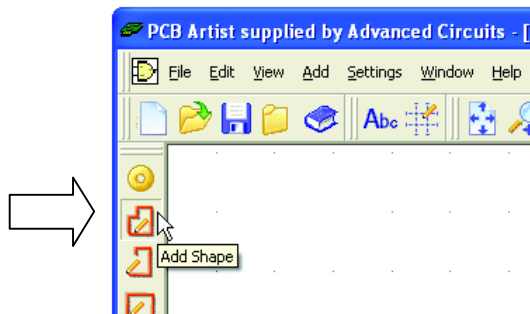 PCB Artist supplied by Advanced Circuits - [
File Edit View Add Settings Window Help
Abc
Add Shape